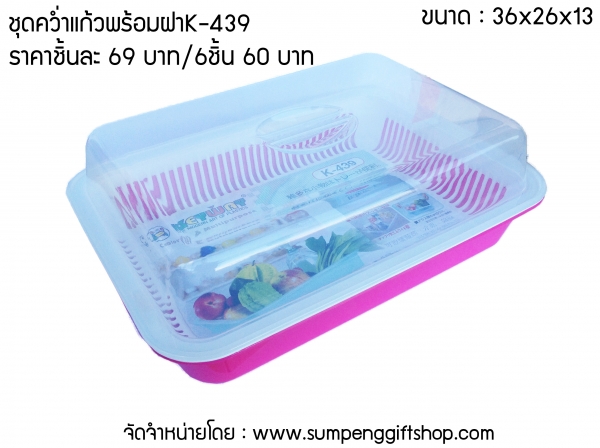 ชุดคว่ำแก้วพร้อมฝาK-439
ขนาด : 36x26x13
ราคาชิ้นละ 69 บาท/6ชิ้น 60 บาท
K-439
จัดจำหน่ายโดย : www.sumpenggiftshop.com